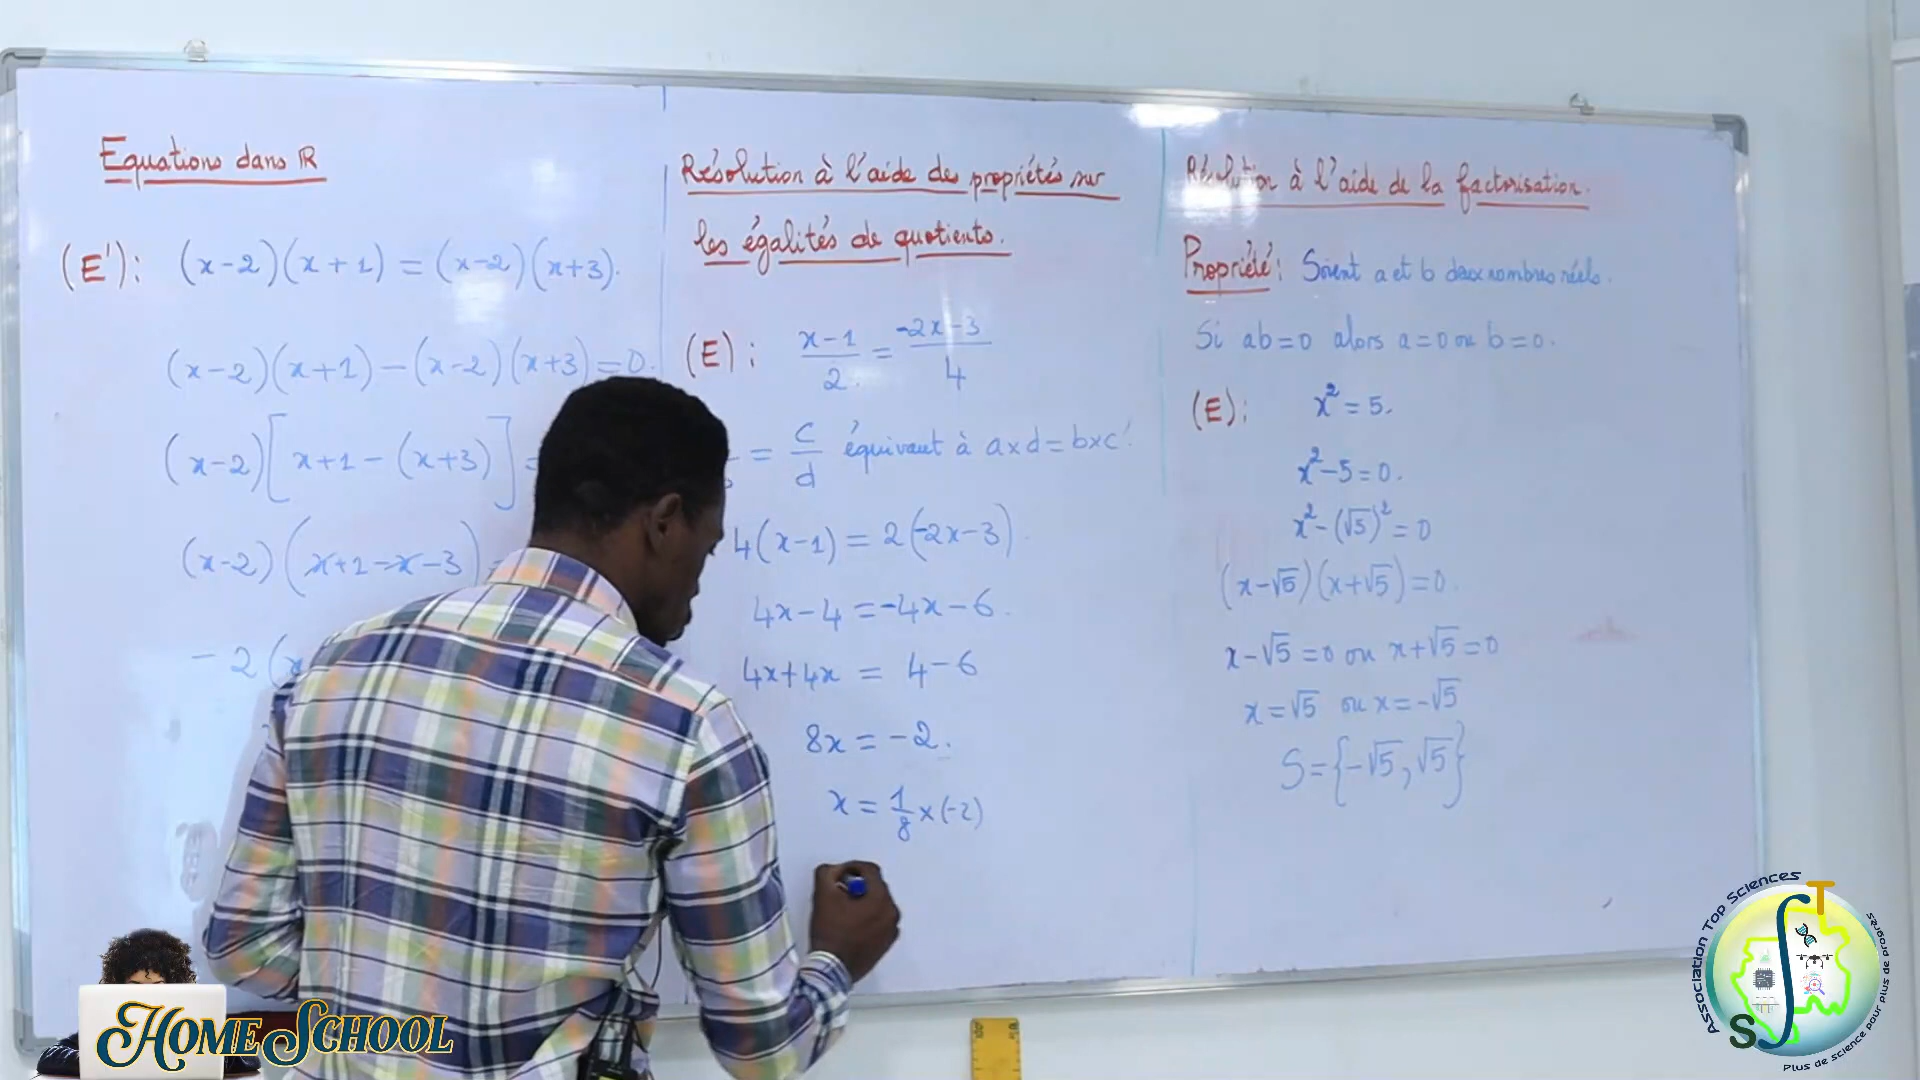 Equations dans ℝ
(E'): (x-2)(x+1) = (x-2)(x+3).
(x-2)(x+1) - (x-2)(x+3) = 0.
(x-2)[x+1 - (x+3)] =
(x-2)(x+1-x-3)
-2(x
Résolution à l'aide des propriétés sur
les égalités de quotients.
(E): \frac{x-1}{2} = \frac{-2x-3}{4}
= \frac{c}{d} équivaut à a×d = b×c'.
4(x-1) = 2(-2x-3).
4x-4 = -4x-6.
4x+4x = 4-6
8x = -2.
x = \frac{1}{8}×(-2)
Résolution à l'aide de la factorisation.
Propriété: Soient a et b deux nombres réels.
Si ab=0 alors a=0 ou b=0.
(E): x² = 5.
x²-5=0.
x²-(√5)² = 0
(x-√5)(x+√5)=0.
x-√5 = 0 ou x+√5=0
x=√5 ou x=-√5
S={-√5, √5}
HOME SCHOOL
Association Top Sciences
S T
Plus de science pour plus de progrès